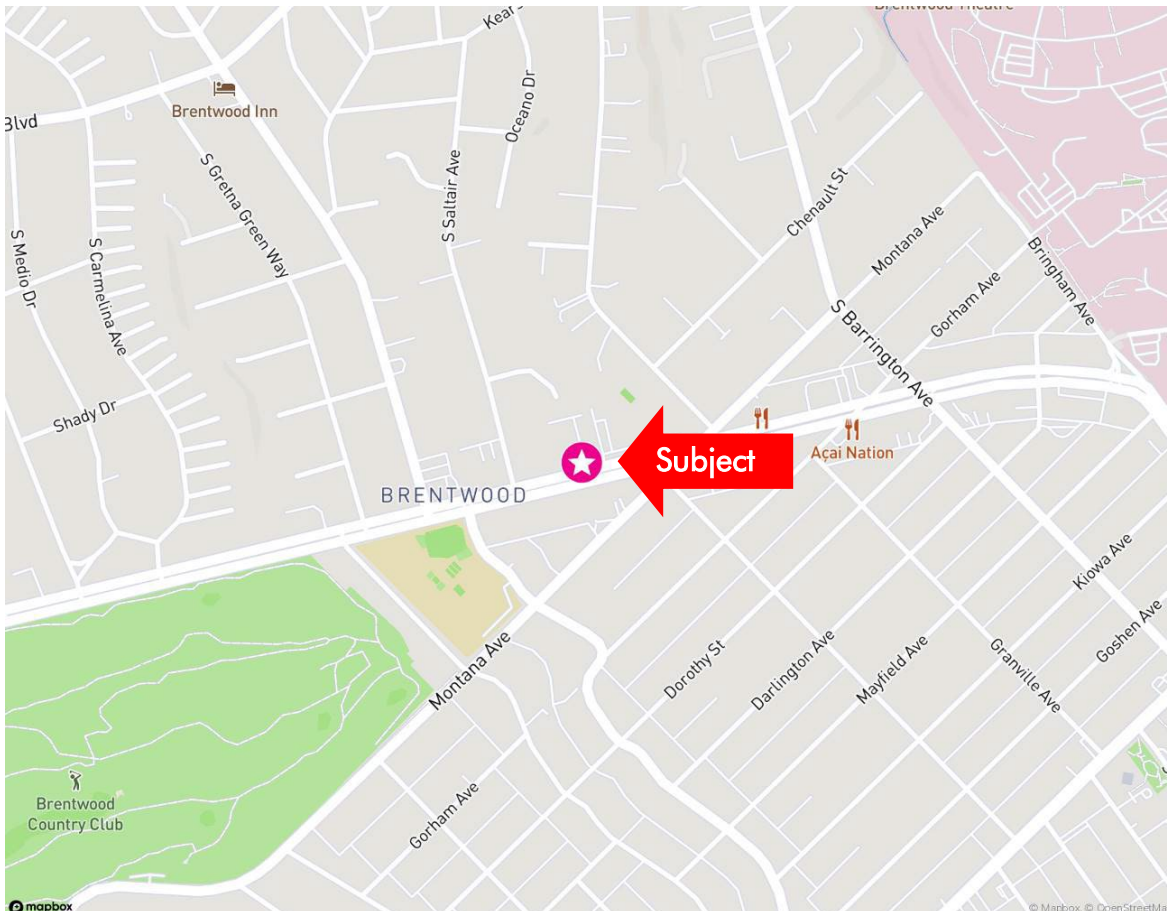 Brentwood Theatre
Oceano Dr
Brentwood Inn
Blvd
S Saltair Ave
S Gretna Green Way
Chenault St
Montana Ave
S Medio Dr
S Carmelina Ave
Bringham Ave
Gorham Ave
S Barrington Ave
Shady Dr
Subject
Açai Nation
BRENTWOOD
Kiowa Ave
Goshen Ave
Dorothy St
Darlington Ave
Mayfield Ave
Granville Ave
Montana Ave
Brentwood
Country Club
Gorham Ave
mapbox
© Mapbox, © OpenStreetMa